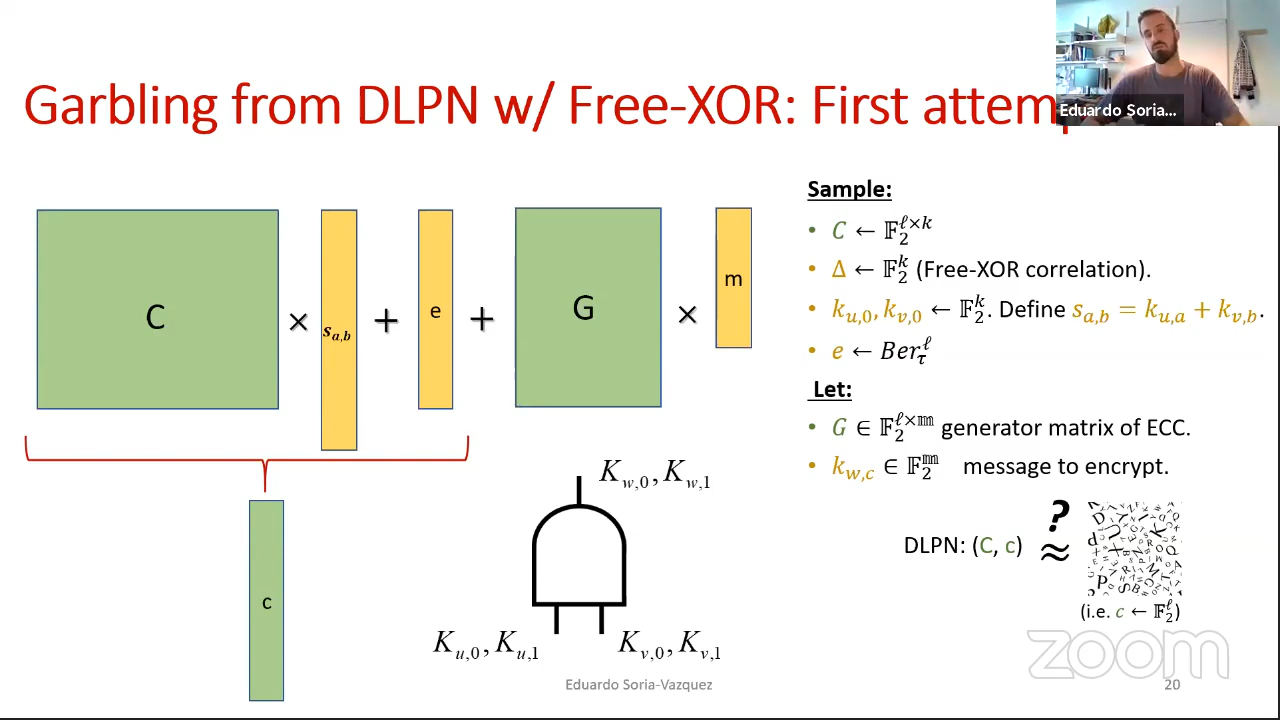 Eduardo Soria...
Garbling from DLPN w/ Free-XOR: First attem
Sample:
• C ← 𝔽₂^{ℓ×k}
• Δ ← 𝔽₂^k (Free-XOR correlation).
• k_{u,0}, k_{v,0} ← 𝔽₂^k. Define s_{a,b} = k_{u,a} + k_{v,b}.
• e ← Ber_τ^ℓ
Let:
• G ∈ 𝔽₂^{ℓ×𝕞} generator matrix of ECC.
• k_{w,c} ∈ 𝔽₂^𝕞 message to encrypt.
C × s_{a,b} + e + G × m
c
K_{w,0}, K_{w,1}
K_{u,0}, K_{u,1}
K_{v,0}, K_{v,1}
DLPN: (C, c) ≈ ?
(i.e. c ← 𝔽₂^ℓ)
zoom
Eduardo Soria-Vazquez
20